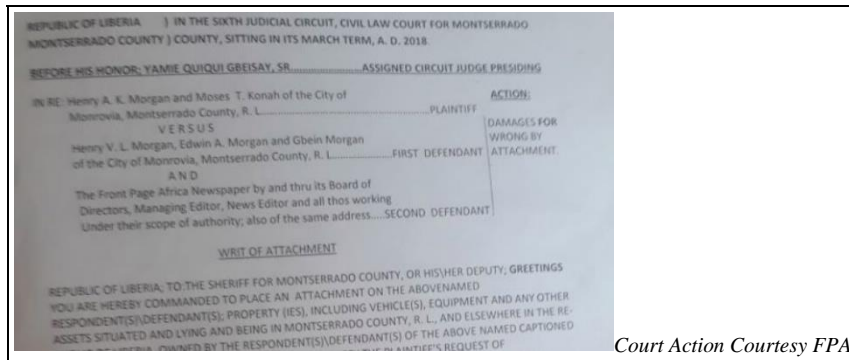 REPUBLIC OF LIBERIA ) IN THE SIXTH JUDICIAL CIRCUIT, CIVIL LAW COURT FOR MONTSERRADO
MONTSERRADO COUNTY ) COUNTY, SITTING IN ITS MARCH TERM, A. D. 2018.
BEFORE HIS HONOR; YAMIE QUIQUI GBEISAY, SR...................ASSIGNED CIRCUIT JUDGE PRESIDING
IN RE: Henry A. K. Morgan and Moses T. Konah of the City of ACTION:
Monrovia, Montserrado County, R. L.............................................PLAINTIFF
VERSUS DAMAGES FOR
Henry V. L. Morgan, Edwin A. Morgan and Gbein Morgan WRONG BY
of the City of Monrovia, Montserrado County, R. L................FIRST DEFENDANT ATTACHMENT.
AND
The Front Page Africa Newspaper by and thru its Board of
Directors, Managing Editor, News Editor and all thos working
Under their scope of authority; also of the same address.....SECOND DEFENDANT
WRIT OF ATTACHMENT
REPUBLIC OF LIBERIA, TO:THE SHERIFF FOR MONTSERRADO COUNTY, OR HIS\HER DEPUTY; GREETINGS
YOU ARE HEREBY COMMANDED TO PLACE AN ATTACHMENT ON THE ABOVENAMED
RESPONDENT(S)\DEFENDANT(S); PROPERTY (IES), INCLUDING VEHICLE(S), EQUIPMENT AND ANY OTHER
ASSETS SITUATED AND LYING AND BEING IN MONTSERRADO COUNTY, R. L., AND ELSEWHERE IN THE RE-
OF LIBERIA, OWNED BY THE RESPONDENT(S)\DEFENDANT(S) OF THE ABOVE NAMED CAPTIONED
THE PLAINTIFF'S REQUEST OF
Court Action Courtesy FPA